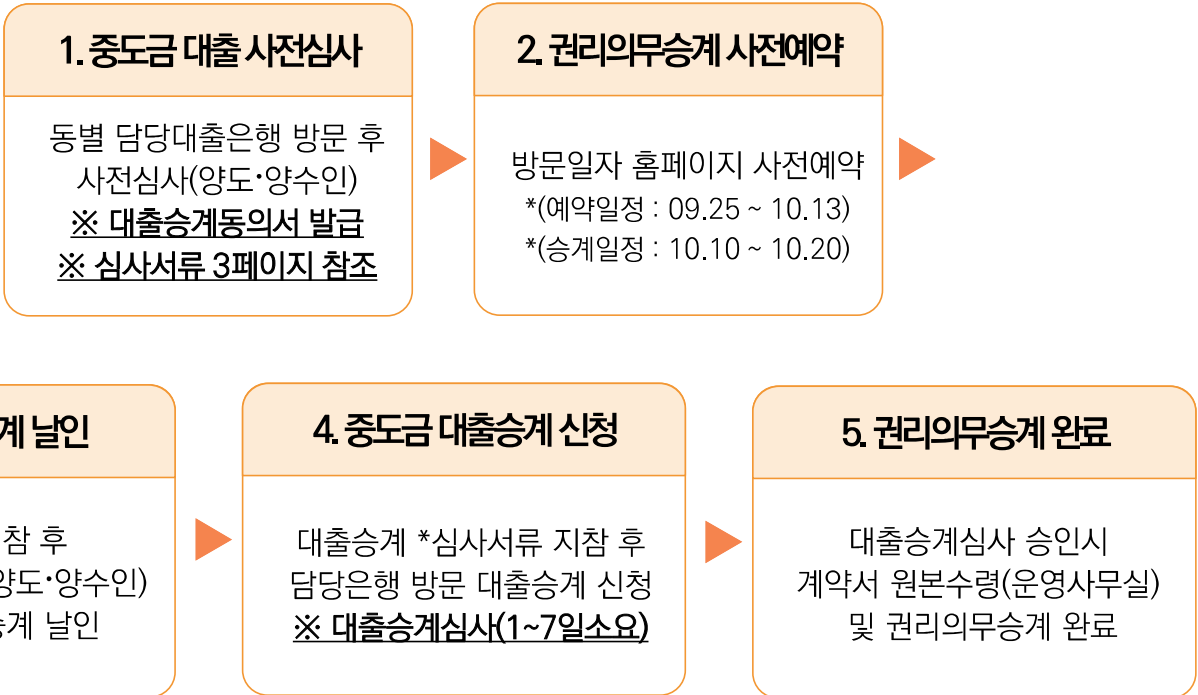 1. 중도금 대출 사전심사
동별 담당대출은행 방문 후
사전심사(양도·양수인)
※ 대출승계동의서 발급
※ 심사서류 3페이지 참조
2. 권리의무승계 사전예약
방문일자 홈페이지 사전예약
*(예약일정 : 09.25 ~ 10.13)
*(승계일정 : 10.10 ~ 10.20)
계 날인
참 후
양도·양수인)
계 날인
4. 중도금 대출승계 신청
대출승계 *심사서류 지참 후
담당은행 방문 대출승계 신청
※ 대출승계심사(1~7일소요)
5. 권리의무승계 완료
대출승계심사 승인시
계약서 원본수령(운영사무실)
및 권리의무승계 완료